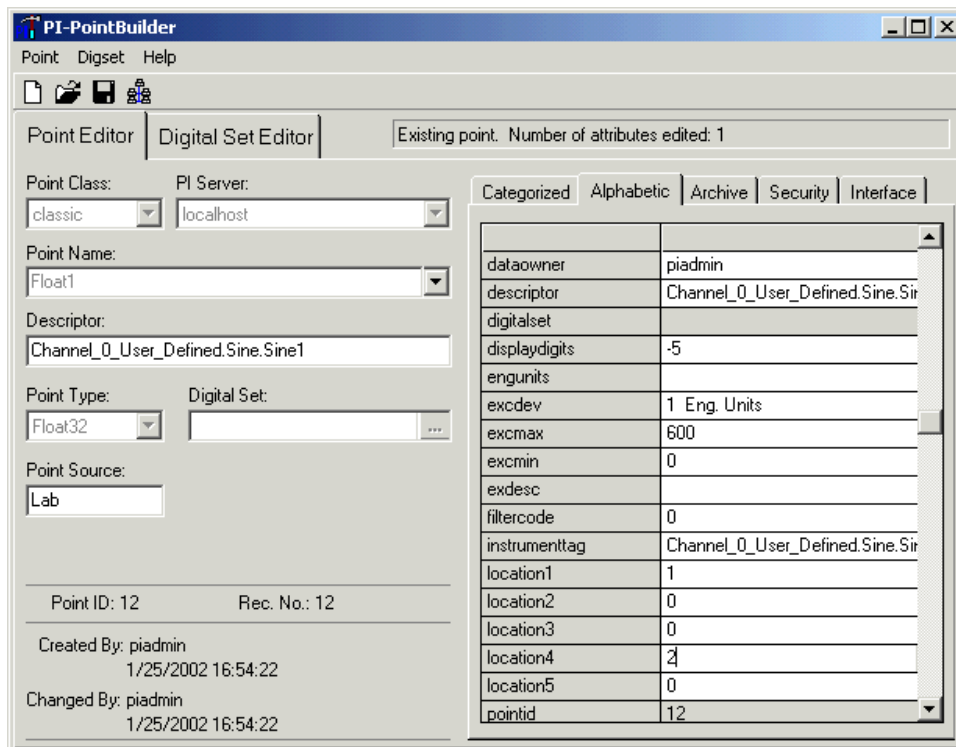 PI-PointBuilder
Point Digset Help
Point Editor Digital Set Editor
Existing point. Number of attributes edited: 1
Point Class: PI Server:
classic localhost
Point Name:
Float1
Descriptor:
Channel_0_User_Defined.Sine.Sine1
Point Type: Digital Set:
Float32 ...
Point Source:
Lab
Point ID: 12 Rec. No.: 12
Created By: piadmin
1/25/2002 16:54:22
Changed By: piadmin
1/25/2002 16:54:22
Categorized Alphabetic Archive Security Interface
dataowner piadmin
descriptor Channel_0_User_Defined.Sine.Sin
digitalset
displaydigits -5
engunits
excdev 1 Eng. Units
excmax 600
excmin 0
exdesc
filtercode 0
instrumenttag Channel_0_User_Defined.Sine.Sin
location1 1
location2 0
location3 0
location4 2
location5 0
pointid 12